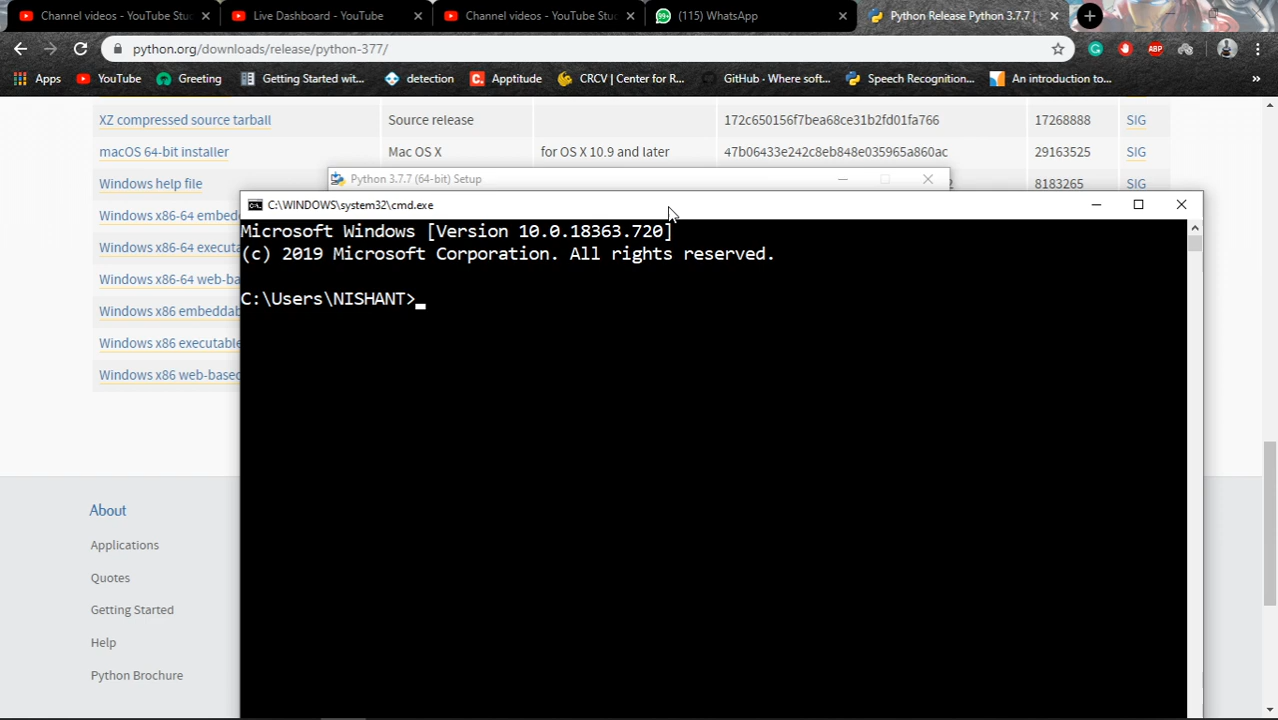 Channel videos - YouTube Stu
Live Dashboard - YouTube
Channel videos - YouTube Stu
99+
(115) WhatsApp
Python Release Python 3.7.7 |
python.org/downloads/release/python-377/
ABP
Apps
YouTube
Greeting
Getting Started wit...
detection
Apptitude
CRCV | Center for R...
GitHub · Where soft...
Speech Recognition...
An introduction to...
XZ compressed source tarball
Source release
172c650156f7bea68ce31b2fd01fa766
17268888
SIG
macOS 64-bit installer
Mac OS X
for OS X 10.9 and later
47b06433e242c8eb848e035965a860ac
29163525
SIG
Windows help file
Python 3.7.7 (64-bit) Setup
8183265
SIG
Windows x86-64 embedd
Windows x86-64 executa
Windows x86-64 web-ba
Windows x86 embeddab
Windows x86 executable
Windows x86 web-based
C:\WINDOWS\system32\cmd.exe
Microsoft Windows [Version 10.0.18363.720]
(c) 2019 Microsoft Corporation. All rights reserved.
C:\Users\NISHANT>
About
Applications
Quotes
Getting Started
Help
Python Brochure